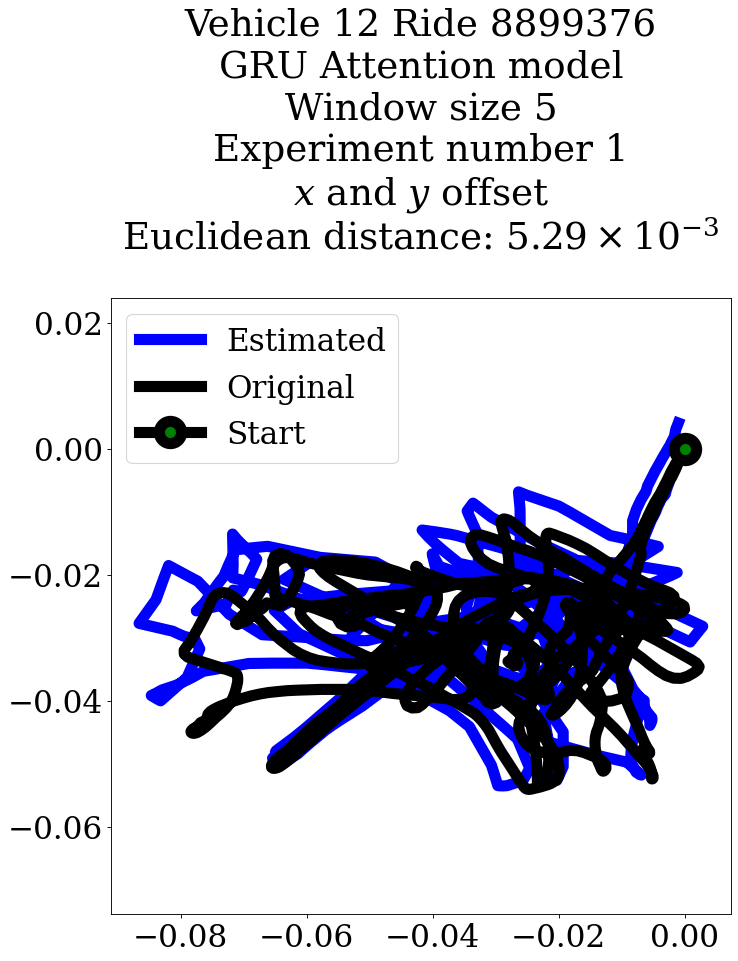 Vehicle 12 Ride 8899376
GRU Attention model
Window size 5
Experiment number 1
x and y offset
Euclidean distance: 5.29 × 10⁻³
Estimated
Original
Start
0.02
0.00
−0.02
−0.04
−0.06
−0.08 −0.06 −0.04 −0.02 0.00